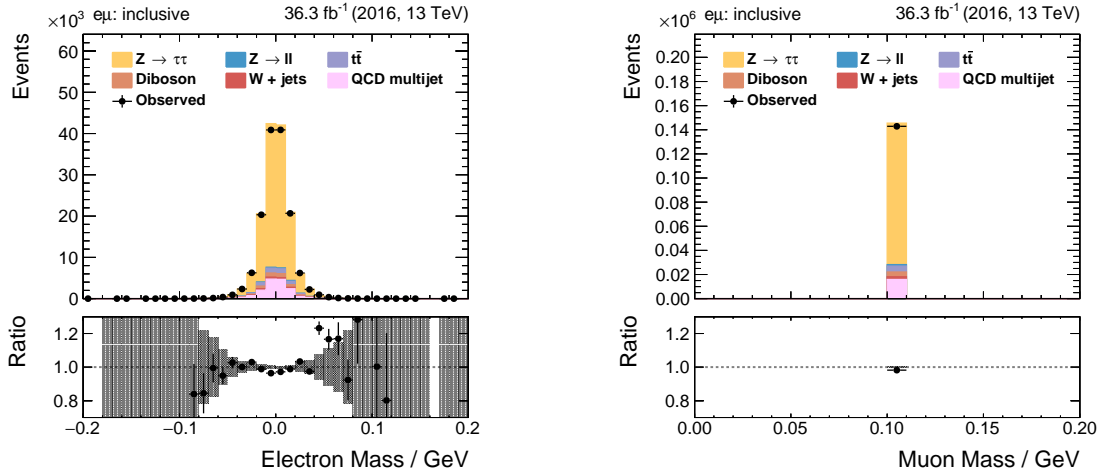 ×10³ eμ: inclusive 36.3 fb⁻¹ (2016, 13 TeV)
Events
60
50
40
30
20
10
0
Z → ττ Z → ll tt̄
Diboson W + jets QCD multijet
Observed
Ratio
1.2
1.0
0.8
−0.2 −0.1 0.0 0.1 0.2
Electron Mass / GeV
×10⁶ eμ: inclusive 36.3 fb⁻¹ (2016, 13 TeV)
Events
0.20
0.18
0.16
0.14
0.12
0.10
0.08
0.06
0.04
0.02
0.00
Z → ττ Z → ll tt̄
Diboson W + jets QCD multijet
Observed
Ratio
1.2
1.0
0.8
0.00 0.05 0.10 0.15 0.20
Muon Mass / GeV